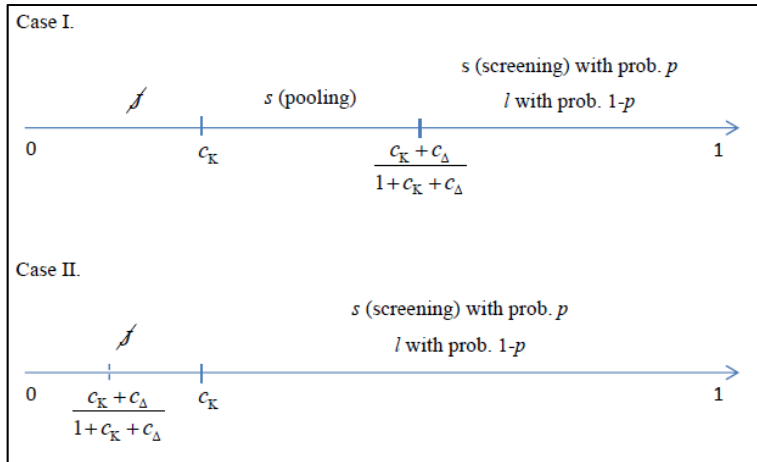 Case I.
s (screening) with prob. p
s (pooling)
l with prob. 1-p
0
c_K
c_K + c_Δ
1 + c_K + c_Δ
1
Case II.
s (screening) with prob. p
l with prob. 1-p
0
c_K + c_Δ
1 + c_K + c_Δ
c_K
1